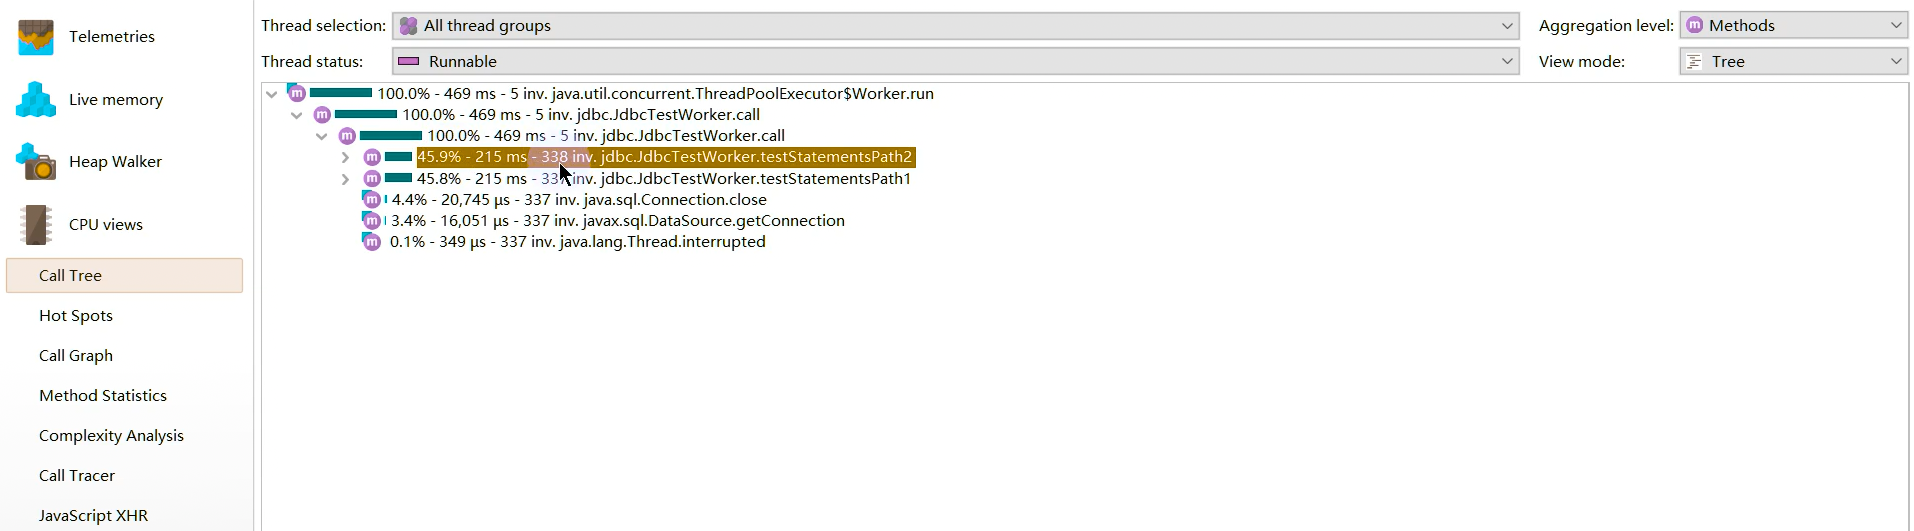 Telemetries
Live memory
Heap Walker
CPU views
Call Tree
Hot Spots
Call Graph
Method Statistics
Complexity Analysis
Call Tracer
JavaScript XHR
Thread selection: All thread groups Aggregation level: m Methods
Thread status: Runnable View mode: Tree
m 100.0% - 469 ms - 5 inv. java.util.concurrent.ThreadPoolExecutor$Worker.run
m 100.0% - 469 ms - 5 inv. jdbc.JdbcTestWorker.call
m 100.0% - 469 ms - 5 inv. jdbc.JdbcTestWorker.call
m 45.9% - 215 ms - 338 inv. jdbc.JdbcTestWorker.testStatementsPath2
m 45.8% - 215 ms - inv. jdbc.JdbcTestWorker.testStatementsPath1
m 4.4% - 20,745 µs - 337 inv. java.sql.Connection.close
m 3.4% - 16,051 µs - 337 inv. javax.sql.DataSource.getConnection
m 0.1% - 349 µs - 337 inv. java.lang.Thread.interrupted